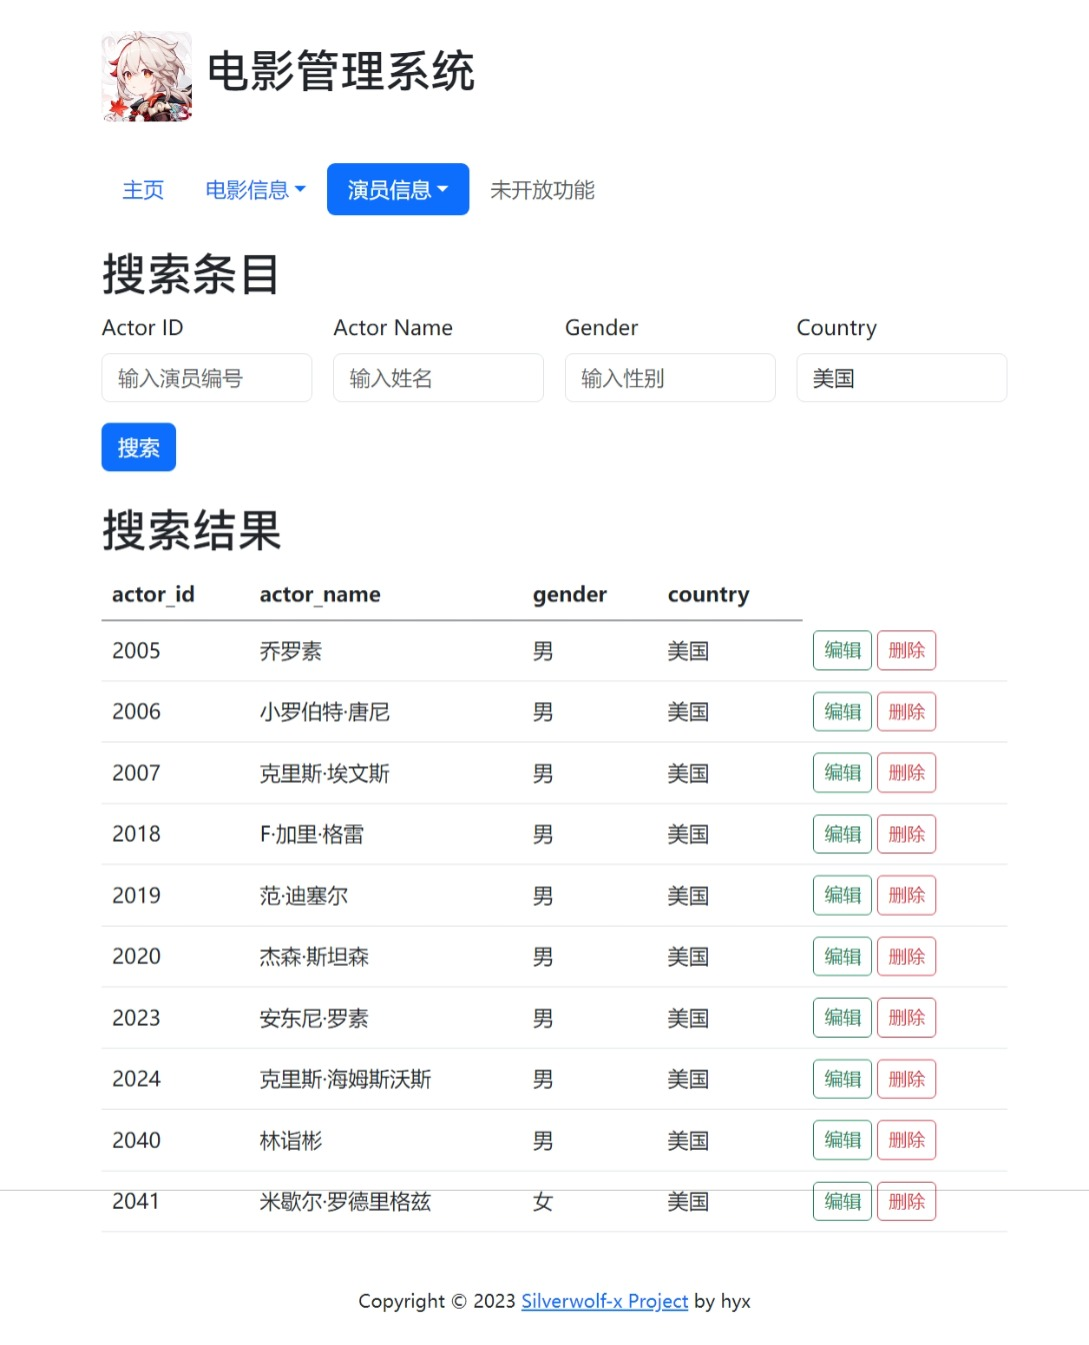 电影管理系统
主页 电影信息 演员信息 未开放功能
搜索条目
Actor ID Actor Name Gender Country
输入演员编号 输入姓名 输入性别 美国
搜索
搜索结果
actor_id actor_name gender country
2005 乔罗素 男 美国 编辑 删除
2006 小罗伯特·唐尼 男 美国 编辑 删除
2007 克里斯·埃文斯 男 美国 编辑 删除
2018 F·加里·格雷 男 美国 编辑 删除
2019 范·迪塞尔 男 美国 编辑 删除
2020 杰森·斯坦森 男 美国 编辑 删除
2023 安东尼·罗素 男 美国 编辑 删除
2024 克里斯·海姆斯沃斯 男 美国 编辑 删除
2040 林诣彬 男 美国 编辑 删除
2041 米歇尔·罗德里格兹 女 美国 编辑 删除
Copyright © 2023 Silverwolf-x Project by hyx